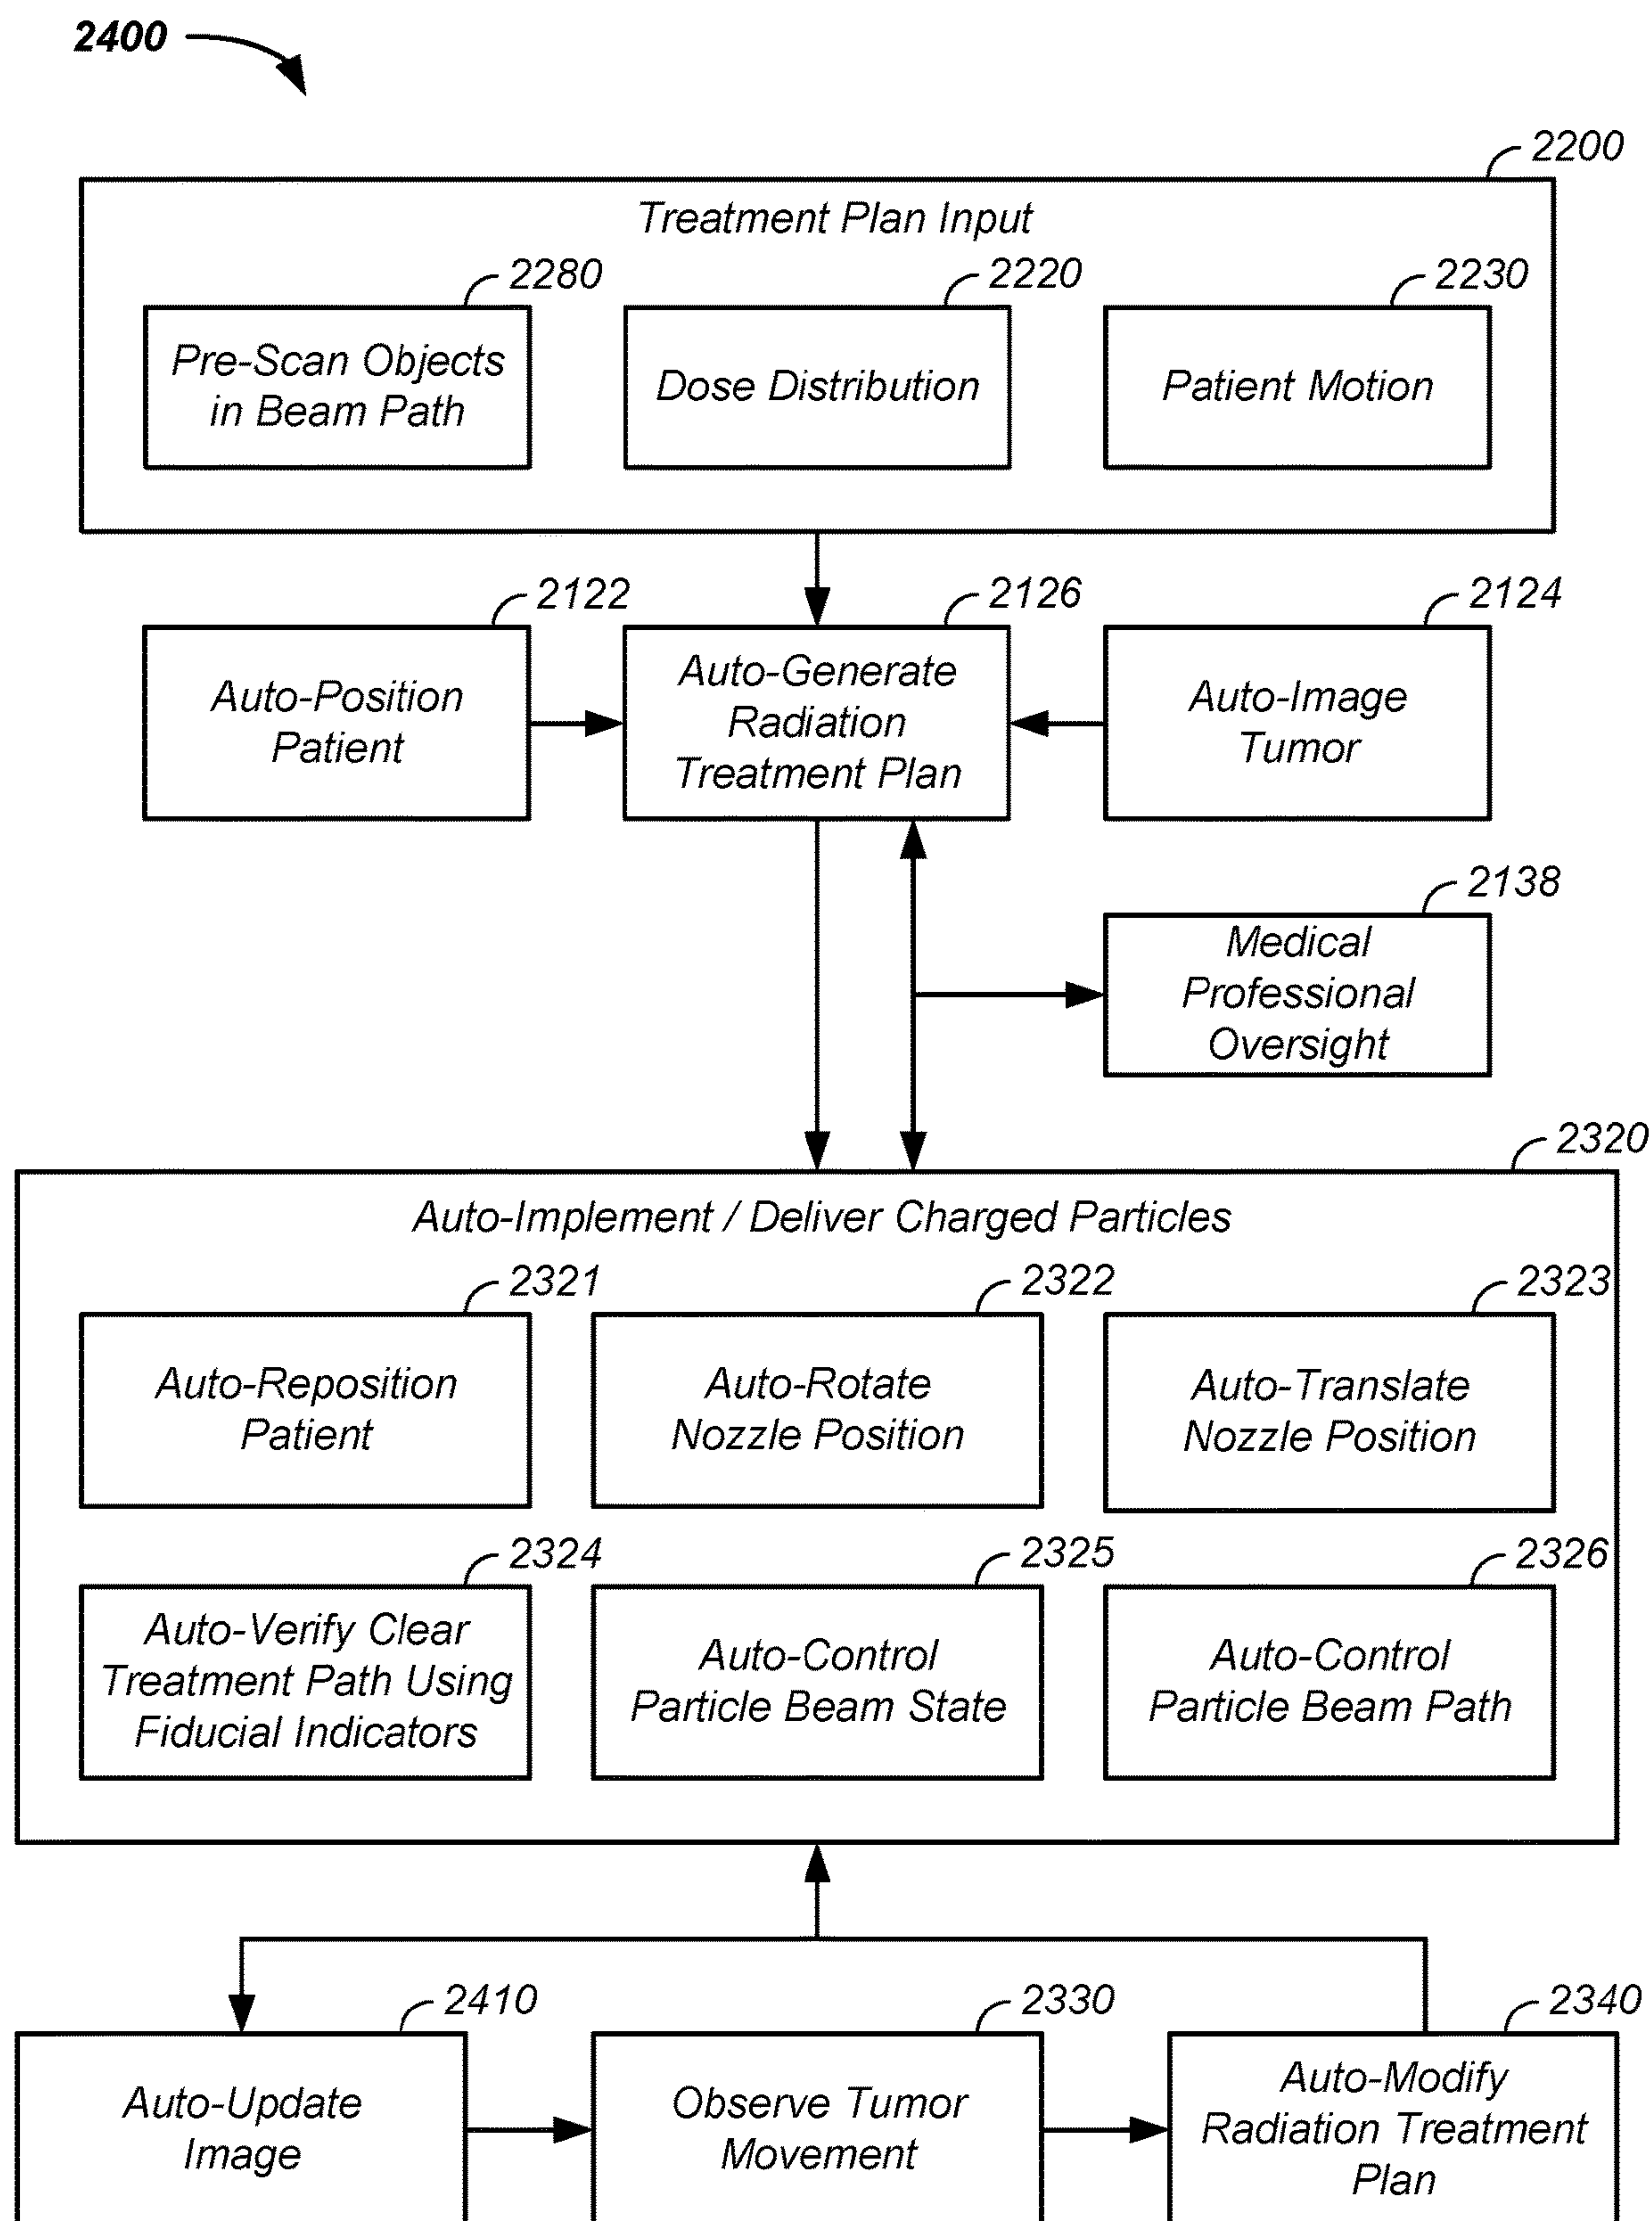 2400
2200
Treatment Plan Input
2280
2220
2230
Pre-Scan Objects
in Beam Path
Dose Distribution
Patient Motion
2122
2126
2124
Auto-Position
Patient
Auto-Generate
Radiation
Treatment Plan
Auto-Image
Tumor
2138
Medical
Professional
Oversight
2320
Auto-Implement / Deliver Charged Particles
2321
2322
2323
Auto-Reposition
Patient
Auto-Rotate
Nozzle Position
Auto-Translate
Nozzle Position
2324
2325
2326
Auto-Verify Clear
Treatment Path Using
Fiducial Indicators
Auto-Control
Particle Beam State
Auto-Control
Particle Beam Path
2410
2330
2340
Auto-Update
Image
Observe Tumor
Movement
Auto-Modify
Radiation Treatment
Plan